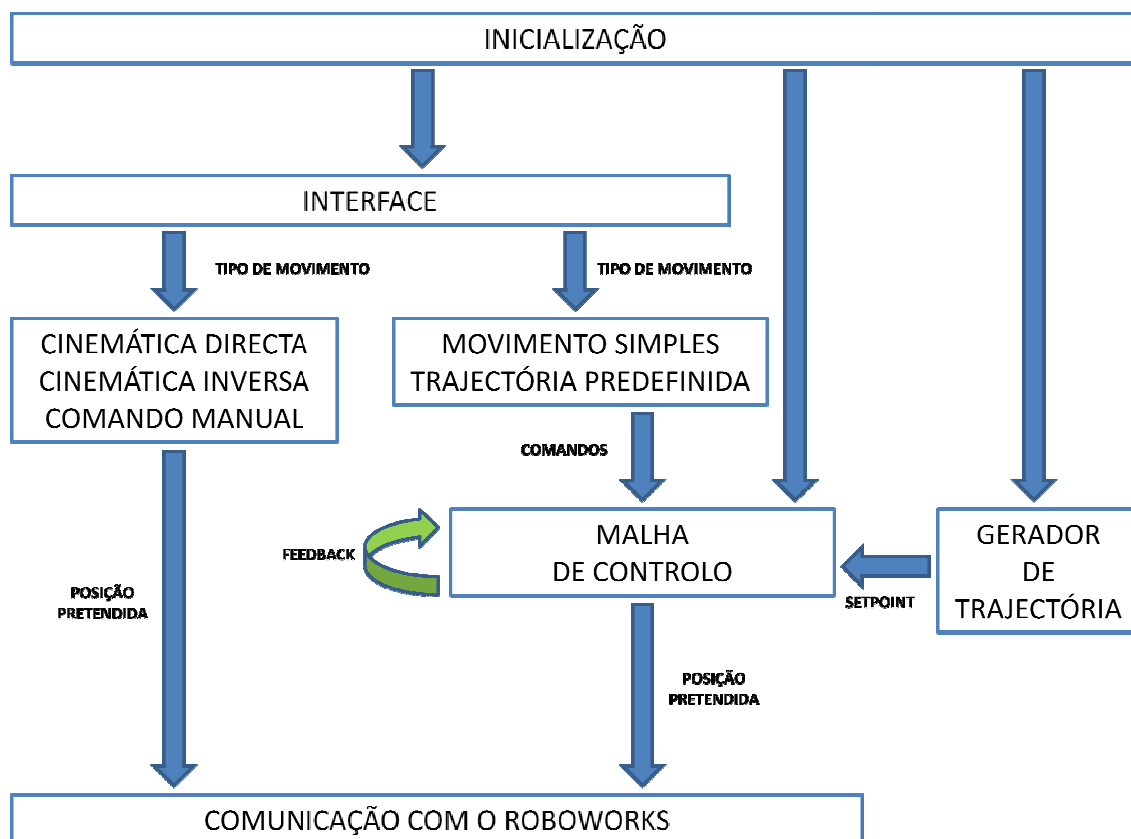 INICIALIZAÇÃO
INTERFACE
TIPO DE MOVIMENTO
TIPO DE MOVIMENTO
CINEMÁTICA DIRECTA
CINEMÁTICA INVERSA
COMANDO MANUAL
MOVIMENTO SIMPLES
TRAJECTÓRIA PREDEFINIDA
COMANDOS
FEEDBACK
MALHA
DE CONTROLO
SETPOINT
GERADOR
DE
TRAJECTÓRIA
POSIÇÃO
PRETENDIDA
POSIÇÃO
PRETENDIDA
COMUNICAÇÃO COM O ROBOWORKS